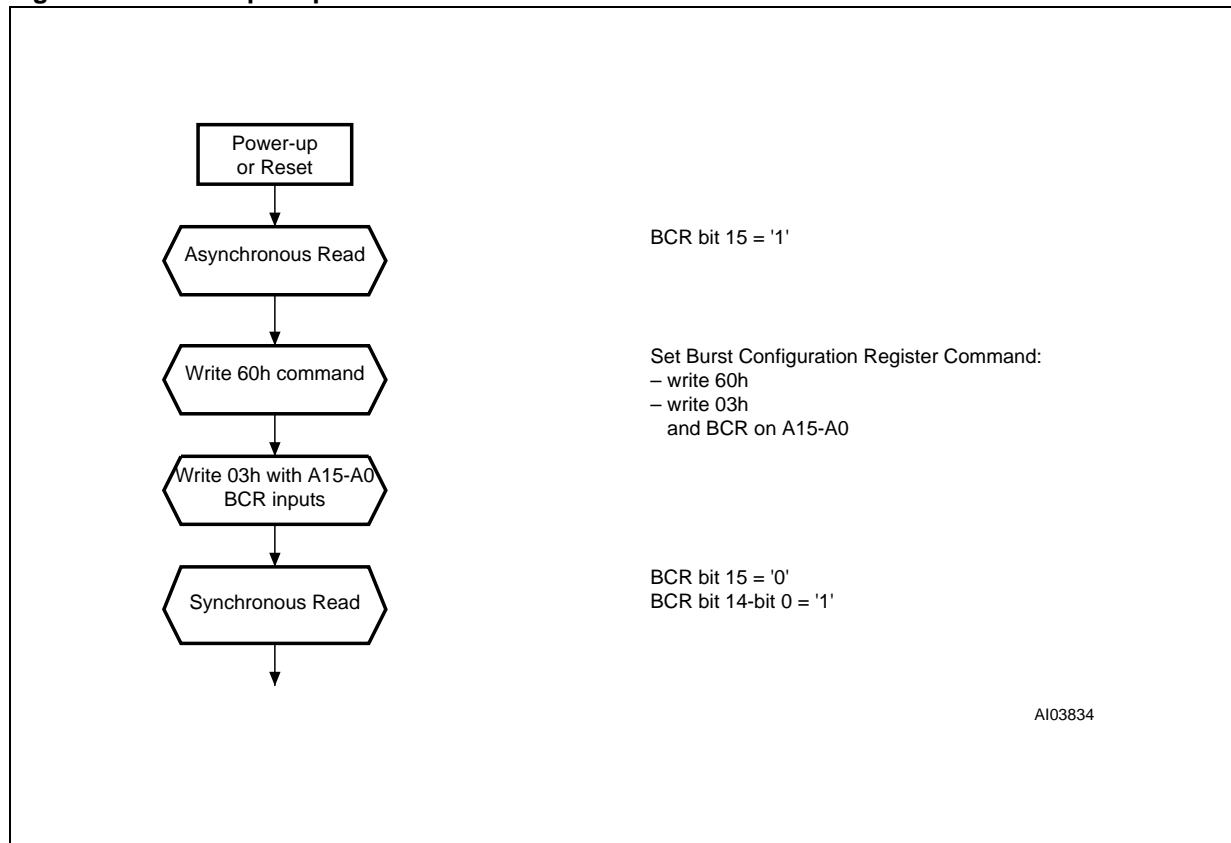 Power-up
or Reset
Asynchronous Read
BCR bit 15 = '1'
Write 60h command
Set Burst Configuration Register Command:
– write 60h
– write 03h
and BCR on A15-A0
Write 03h with A15-A0
BCR inputs
Synchronous Read
BCR bit 15 = '0'
BCR bit 14-bit 0 = '1'
AI03834